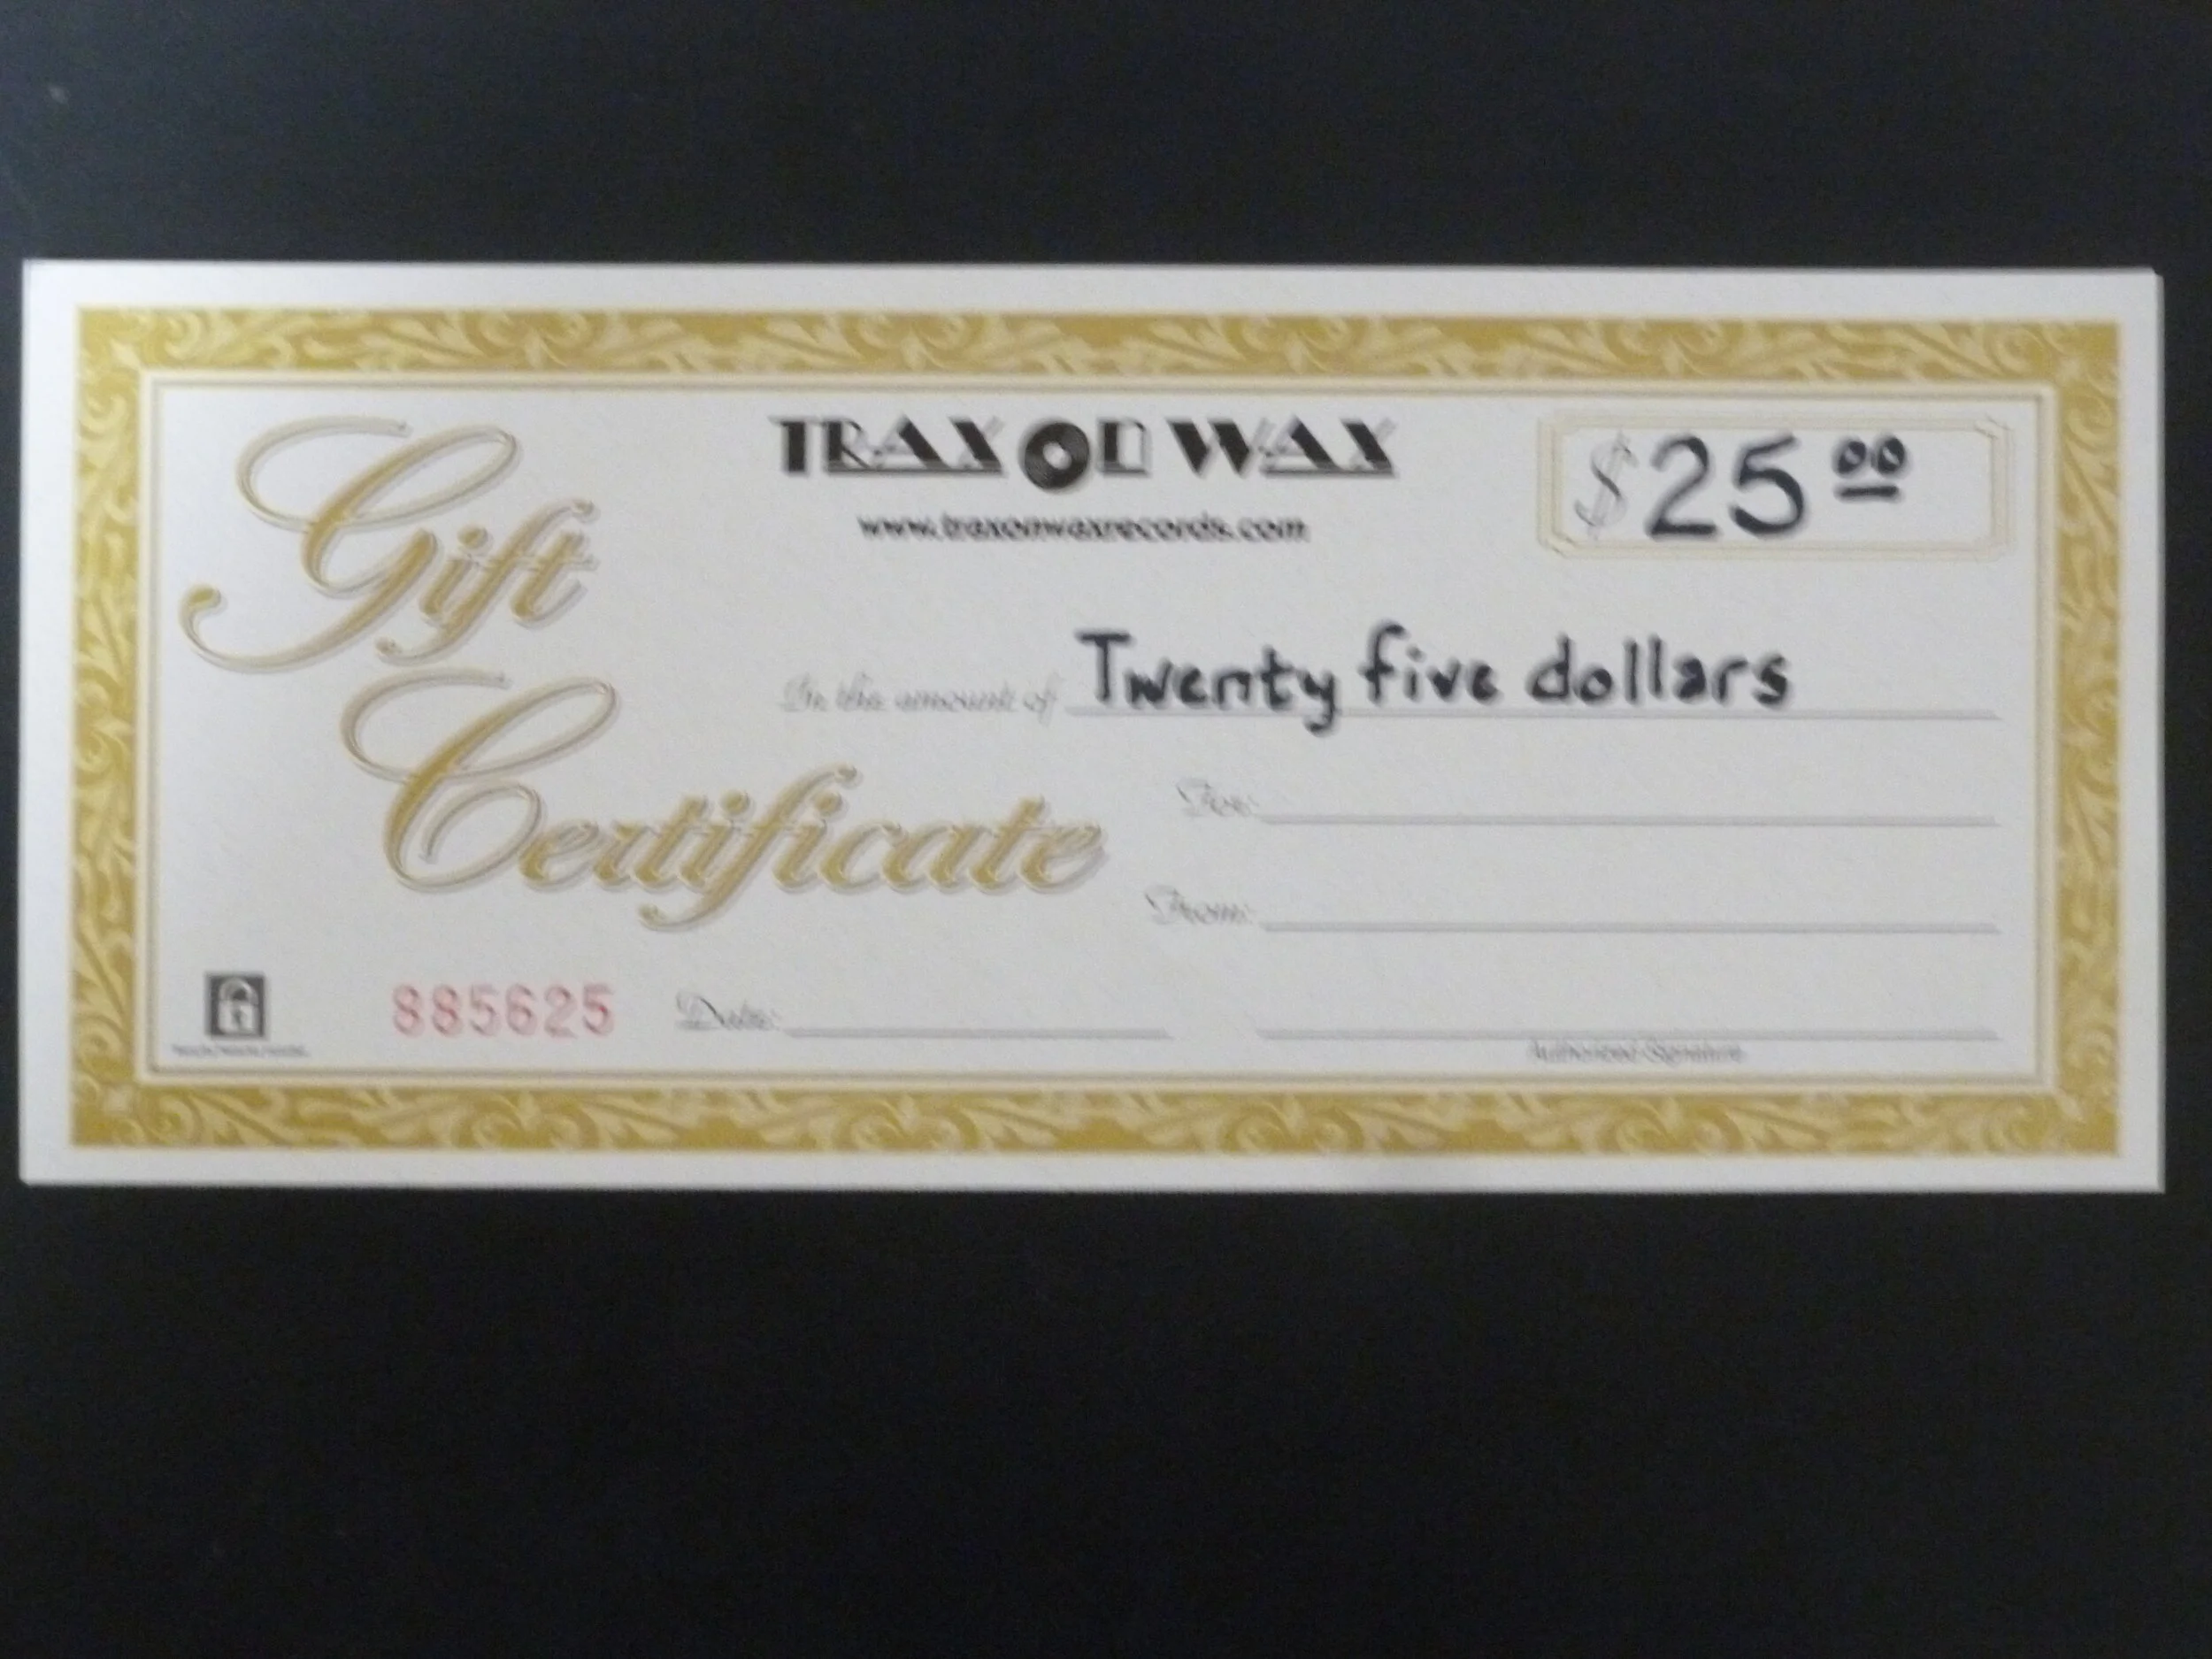 Gift
Certificate
TRAX ON WAX
www.traxonwaxrecords.com
$ 25 00
In the amount of Twenty five dollars
For:
From:
885625
Date:
Authorized Signature